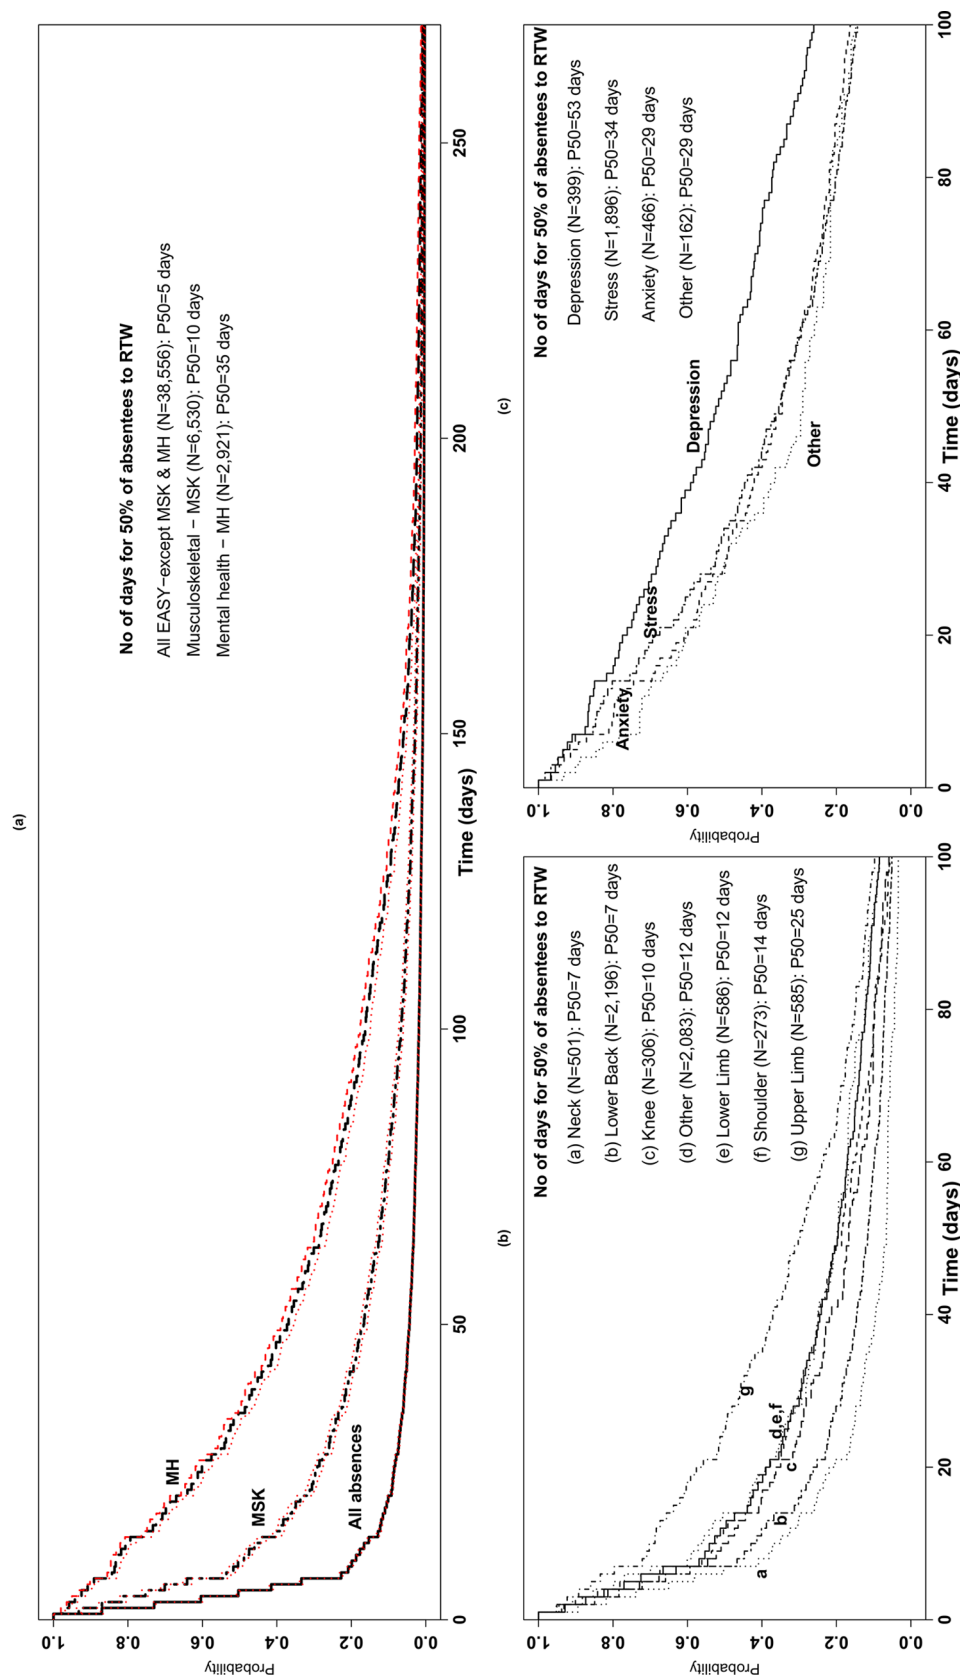 (a)
Probability
1.0
0.8
0.6
0.4
0.2
0.0
MH
MSK
All absences
No of days for 50% of absentees to RTW
All EASY−except MSK & MH (N=38,556): P50=5 days
Musculoskeletal − MSK (N=6,530): P50=10 days
Mental health − MH (N=2,921): P50=35 days
0 50 100 150 200 250
Time (days)
(b)
Probability
1.0
0.8
0.6
0.4
0.2
0.0
No of days for 50% of absentees to RTW
(a) Neck (N=501): P50=7 days
(b) Lower Back (N=2,196): P50=7 days
(c) Knee (N=306): P50=10 days
(d) Other (N=2,083): P50=12 days
(e) Lower Limb (N=586): P50=12 days
(f) Shoulder (N=273): P50=14 days
(g) Upper Limb (N=585): P50=25 days
g
d,e,f
c
b
a
0 20 40 60 80 100
Time (days)
(c)
Probability
1.0
0.8
0.6
0.4
0.2
0.0
No of days for 50% of absentees to RTW
Depression (N=399): P50=53 days
Stress (N=1,896): P50=34 days
Anxiety (N=466): P50=29 days
Other (N=162): P50=29 days
Depression
Stress
Anxiety
Other
0 20 40 60 80 100
Time (days)